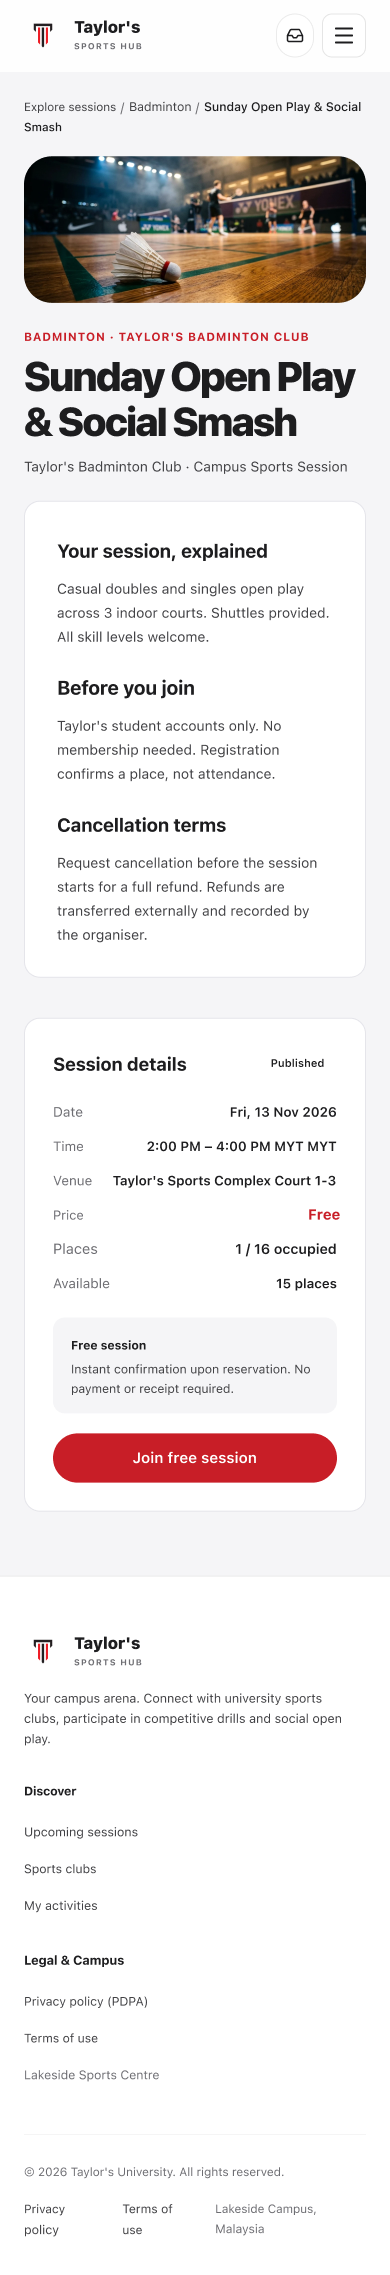 Taylor's
SPORTS HUB
Explore sessions / Badminton / Sunday Open Play & Social
Smash
YONEX
YONEX
BADMINTON · TAYLOR'S BADMINTON CLUB
Sunday Open Play
& Social Smash
Taylor's Badminton Club · Campus Sports Session
Your session, explained
Casual doubles and singles open play
across 3 indoor courts. Shuttles provided.
All skill levels welcome.
Before you join
Taylor's student accounts only. No
membership needed. Registration
confirms a place, not attendance.
Cancellation terms
Request cancellation before the session
starts for a full refund. Refunds are
transferred externally and recorded by
the organiser.
Session details Published
Date Fri, 13 Nov 2026
Time 2:00 PM – 4:00 PM MYT MYT
Venue Taylor's Sports Complex Court 1-3
Price Free
Places 1 / 16 occupied
Available 15 places
Free session
Instant confirmation upon reservation. No
payment or receipt required.
Join free session
Taylor's
SPORTS HUB
Your campus arena. Connect with university sports
clubs, participate in competitive drills and social open
play.
Discover
Upcoming sessions
Sports clubs
My activities
Legal & Campus
Privacy policy (PDPA)
Terms of use
Lakeside Sports Centre
© 2026 Taylor's University. All rights reserved.
Privacy Terms of Lakeside Campus,
policy use Malaysia